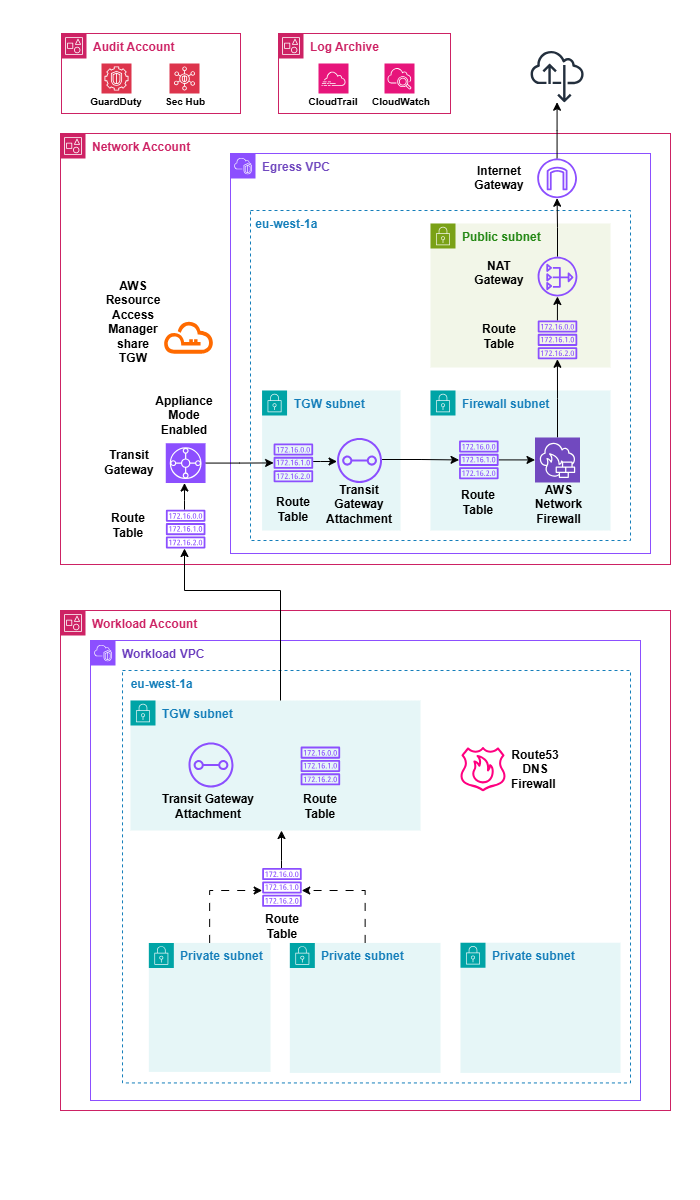 Audit Account
GuardDuty
Sec Hub
Log Archive
CloudTrail
CloudWatch
Network Account
Egress VPC
Internet
Gateway
eu-west-1a
Public subnet
NAT
Gateway
Route
Table
172.16.0.0
172.16.1.0
172.16.2.0
AWS
Resource
Access
Manager
share
TGW
Appliance
Mode
Enabled
Transit
Gateway
Route
Table
172.16.0.0
172.16.1.0
172.16.2.0
TGW subnet
172.16.0.0
172.16.1.0
172.16.2.0
Route
Table
Transit
Gateway
Attachment
Firewall subnet
172.16.0.0
172.16.1.0
172.16.2.0
Route
Table
AWS
Network
Firewall
Workload Account
Workload VPC
eu-west-1a
TGW subnet
Transit Gateway
Attachment
172.16.0.0
172.16.1.0
172.16.2.0
Route
Table
Route53
DNS
Firewall
172.16.0.0
172.16.1.0
172.16.2.0
Route
Table
Private subnet
Private subnet
Private subnet